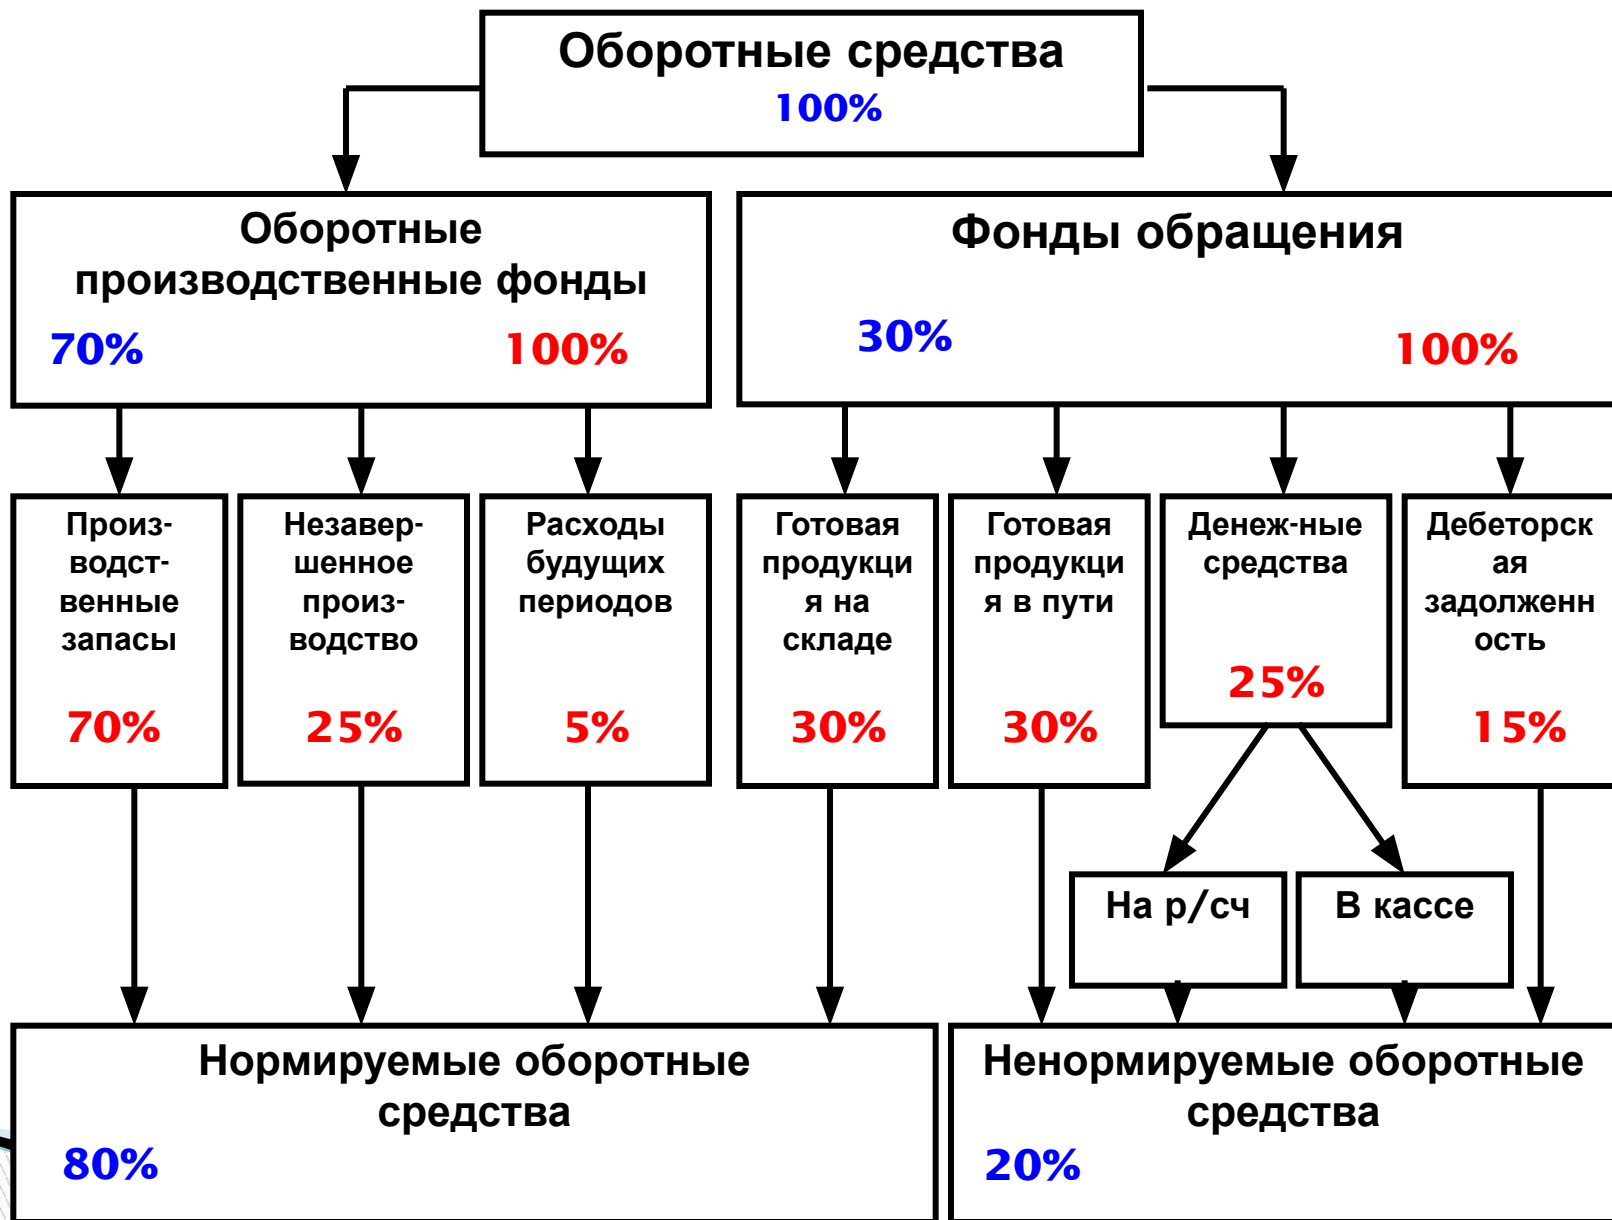 Оборотные средства
100%
Оборотные
производственные фонды
70%
100%
Фонды обращения
30%
100%
Произ-
водст-
венные
запасы
70%
Незавер-
шенное
произ-
водство
25%
Расходы
будущих
периодов
5%
Готовая
продукци
я на
складе
30%
Готовая
продукци
я в пути
30%
Денеж-ные
средства
25%
Дебеторск
ая
задолженн
ость
15%
На р/сч
В кассе
Нормируемые оборотные
средства
80%
Ненормируемые оборотные
средства
20%